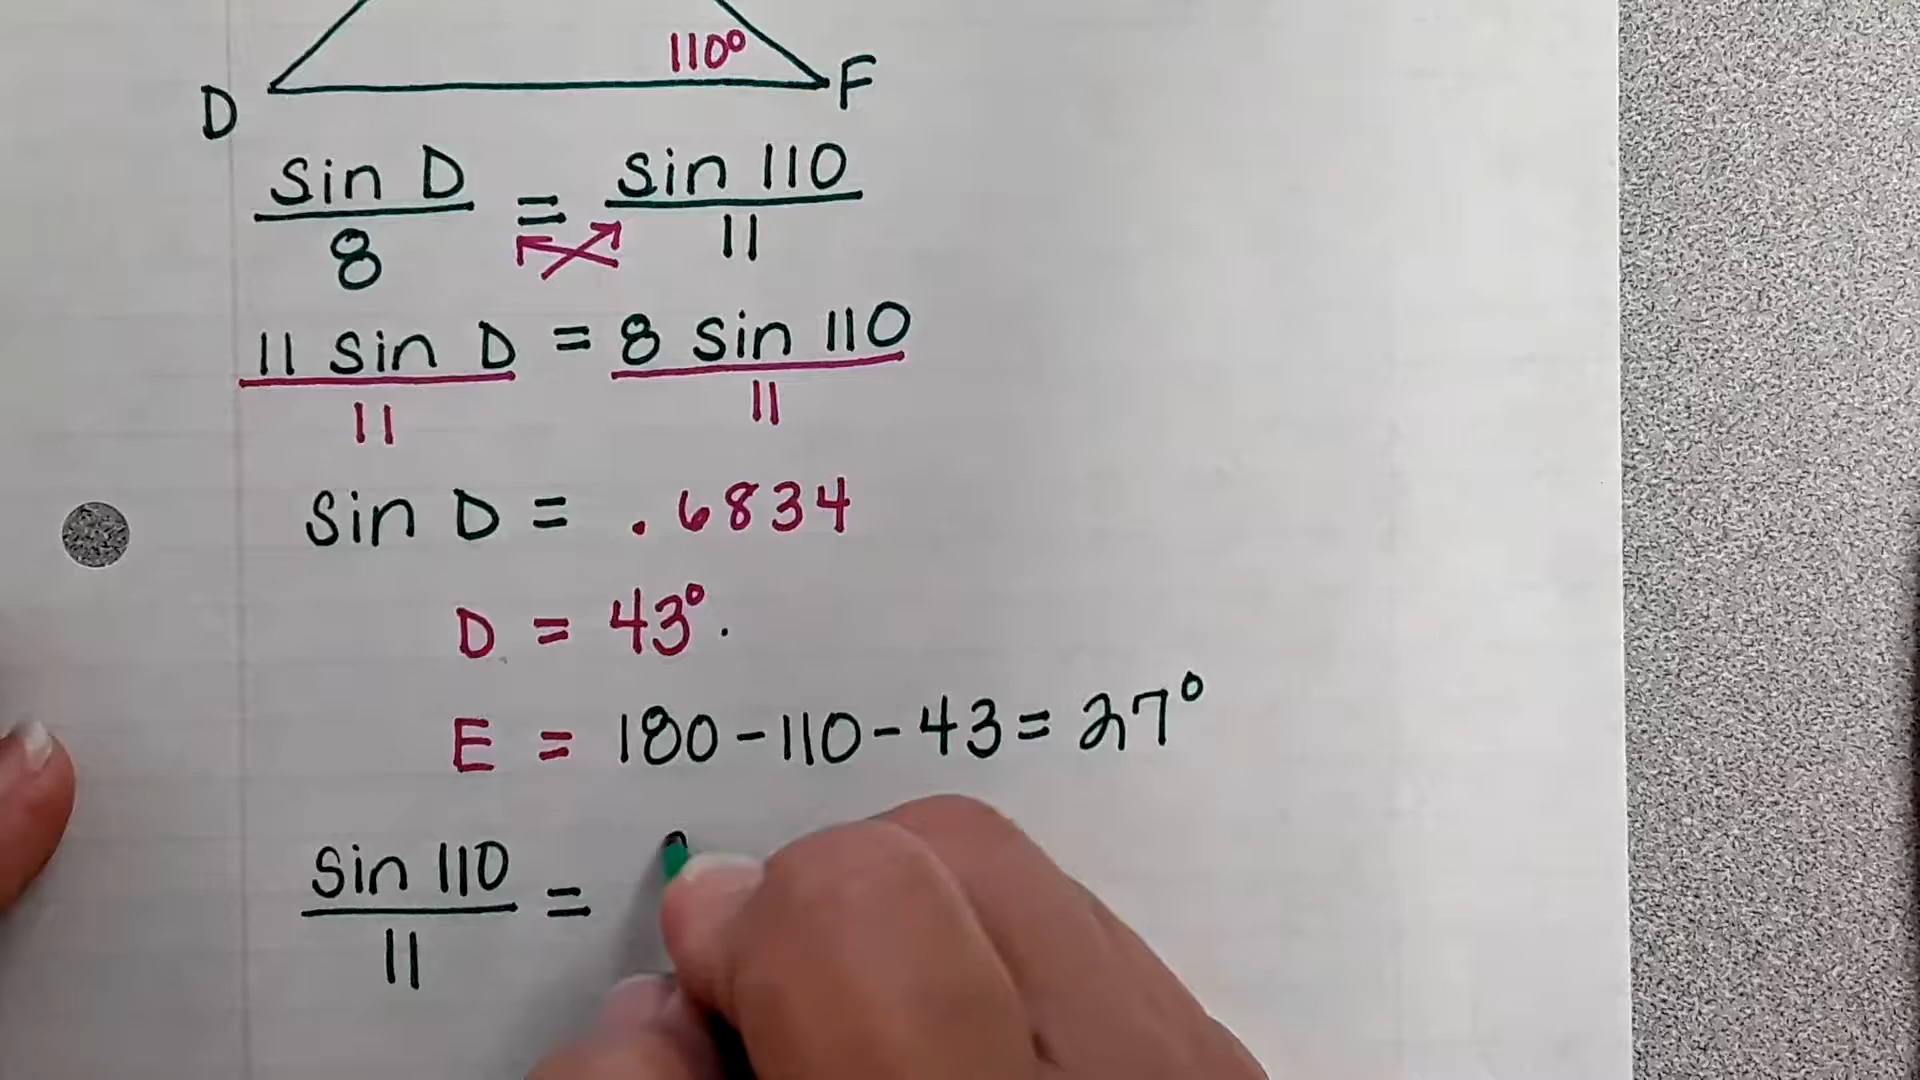 110°
D F
sin D / 8 = sin 110 / 11
11 sin D / 11 = 8 sin 110 / 11
sin D = .6834
D = 43°.
E = 180 - 110 - 43 = 27°
sin 110 / 11 =